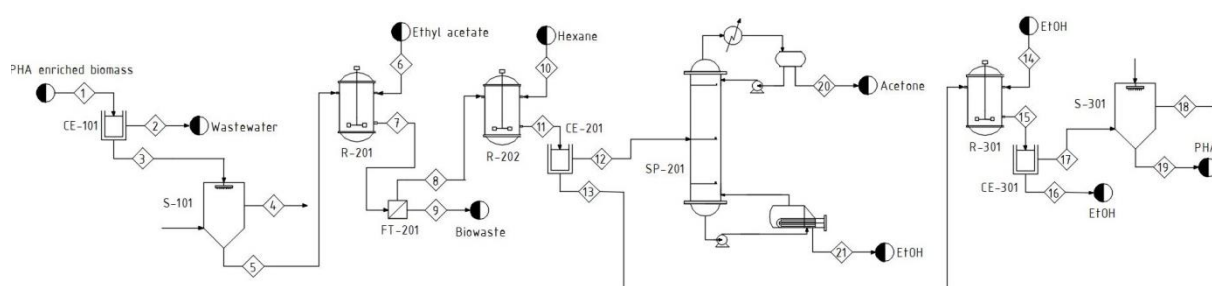 PHA enriched biomass
1
CE-101
2
Wastewater
3
S-101
4
5
Ethyl acetate
6
R-201
7
8
FT-201
9
Biowaste
Hexane
10
R-202
11
CE-201
12
13
SP-201
20
Acetone
21
EtOH
EtOH
14
R-301
15
CE-301
16
EtOH
17
S-301
18
19
PHA